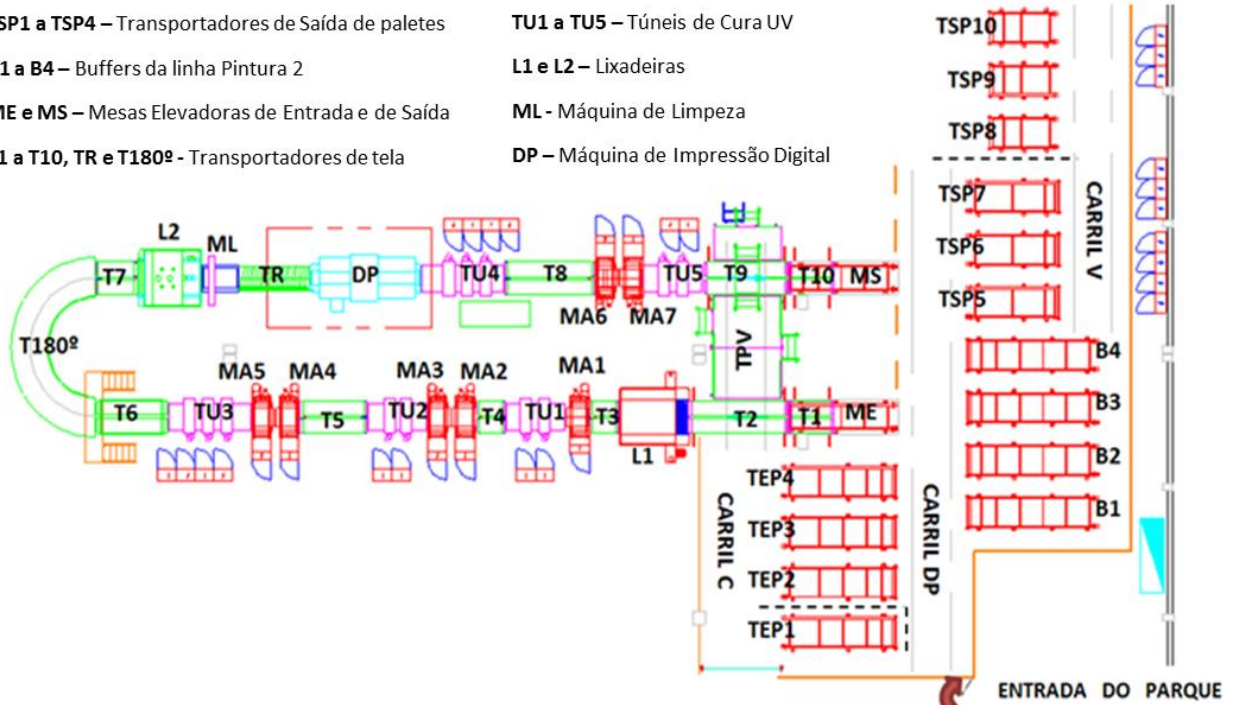 SP1 a TSP4 – Transportadores de Saída de paletes
TU1 a TU5 – Túneis de Cura UV
1 a B4 – Buffers da linha Pintura 2
L1 e L2 – Lixadeiras
ME e MS – Mesas Elevadoras de Entrada e de Saída
ML - Máquina de Limpeza
1 a T10, TR e T180º - Transportadores de tela
DP – Máquina de Impressão Digital
TSP10
TSP9
TSP8
TSP7
TSP6
TSP5
CARRIL V
L2
ML
T7
TR
DP
TU4
T8
TU5
T9
T10
MS
MA6
MA7
T180º
TPV
B4
B3
B2
B1
MA5
MA4
MA3
MA2
MA1
T6
TU3
T5
TU2
T4
TU1
T3
T2
T1
ME
L1
TEP4
TEP3
TEP2
TEP1
CARRIL C
CARRIL DP
ENTRADA DO PARQUE